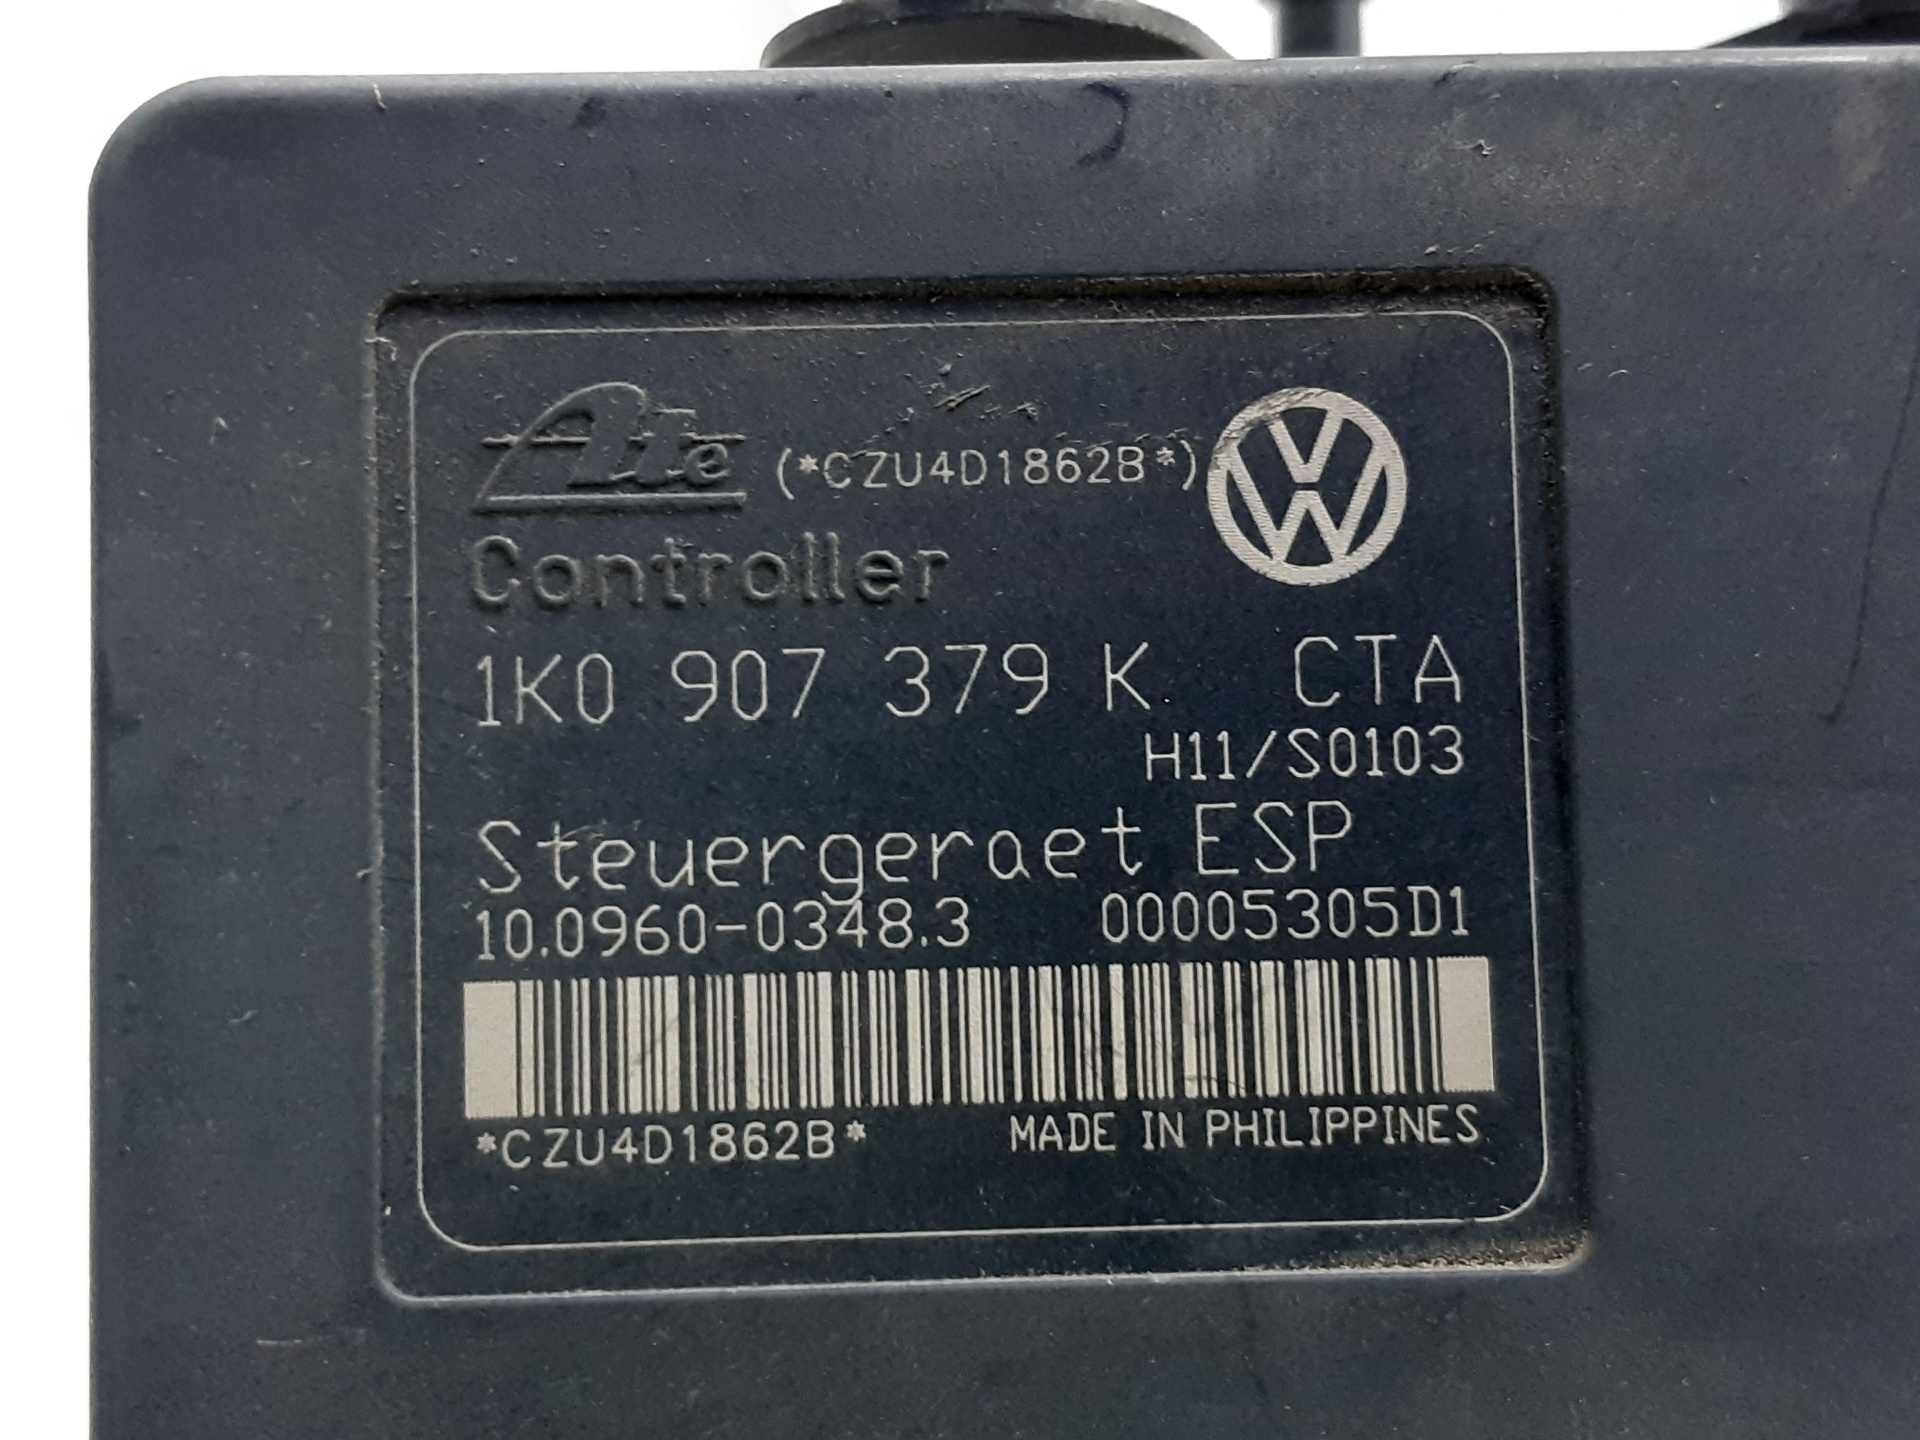 Ate (*CZU4D1862B*)
Controller
1K0 907 379 K CTA
H11/S0103
Steuergeraet ESP
10.0960-0348.3 00005305D1
*CZU4D1862B* MADE IN PHILIPPINES